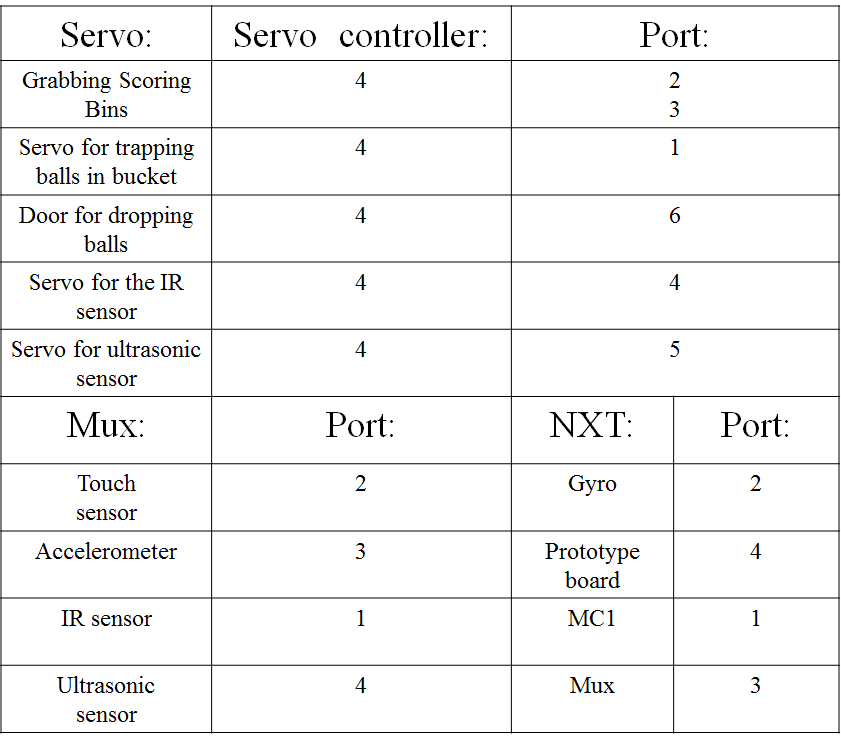 Servo: Servo controller: Port:
Grabbing Scoring 4 2
Bins 3
Servo for trapping 4 1
balls in bucket
Door for dropping 4 6
balls
Servo for the IR 4 4
sensor
Servo for ultrasonic 4 5
sensor
Mux: Port: NXT: Port:
Touch 2 Gyro 2
sensor
Accelerometer 3 Prototype 4
board
IR sensor 1 MC1 1
Ultrasonic 4 Mux 3
sensor